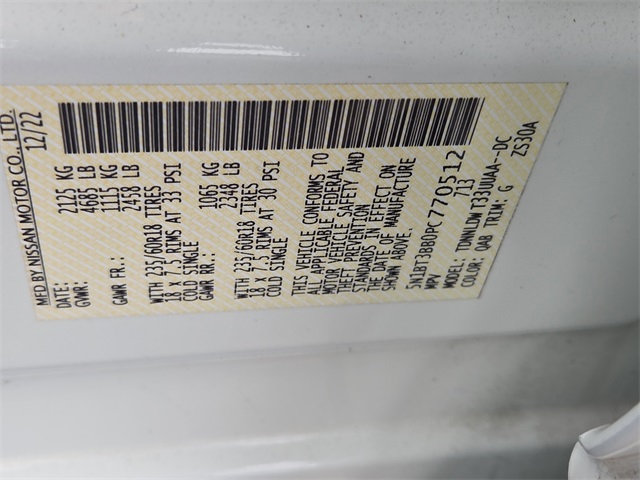 MFD BY NISSAN MOTOR CO., LTD.
DATE: 12/22
GVWR: 2125 KG
4685 LB
GAWR FR.: 1115 KG
2458 LB
WITH 235/60R18 TIRES
18 X 7.5 RIMS AT 33 PSI
COLD SINGLE
GAWR RR.: 1065 KG
2348 LB
WITH 235/60R18 TIRES
18 X 7.5 RIMS AT 30 PSI
COLD SINGLE
THIS VEHICLE CONFORMS TO
ALL APPLICABLE FEDERAL
MOTOR VEHICLE SAFETY AND
THEFT PREVENTION
STANDARDS IN EFFECT ON
THE DATE OF MANUFACTURE
SHOWN ABOVE.
MPV 713
MODEL:
COLOR: QAB TRIM: G ZS30A